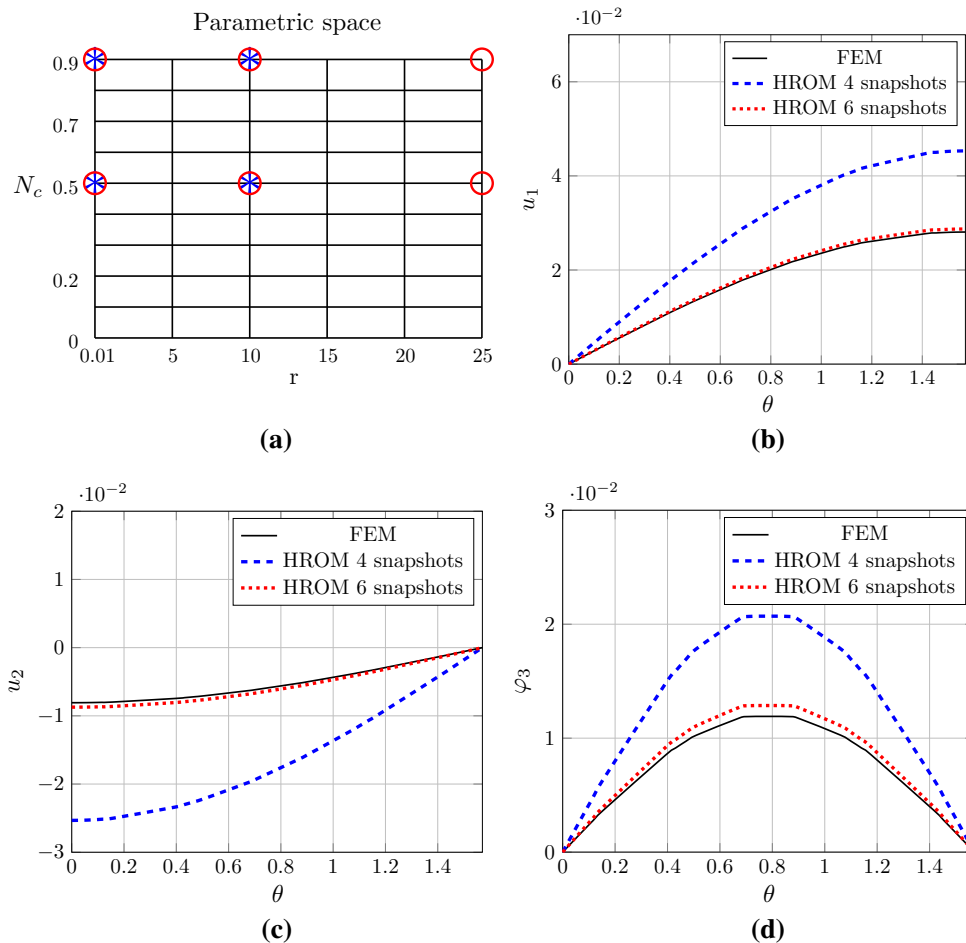 Parametric space
0.9
0.7
N_c
0.5
0.2
0
0.01 5 10 15 20 25
r
(a)
·10⁻²
FEM
HROM 4 snapshots
HROM 6 snapshots
6
4
2
0
u₁
0 0.2 0.4 0.6 0.8 1 1.2 1.4
θ
(b)
·10⁻²
FEM
HROM 4 snapshots
HROM 6 snapshots
2
1
0
−1
−2
−3
u₂
0 0.2 0.4 0.6 0.8 1 1.2 1.4
θ
(c)
·10⁻²
FEM
HROM 4 snapshots
HROM 6 snapshots
3
2
1
0
φ₃
0 0.2 0.4 0.6 0.8 1 1.2 1.4
θ
(d)